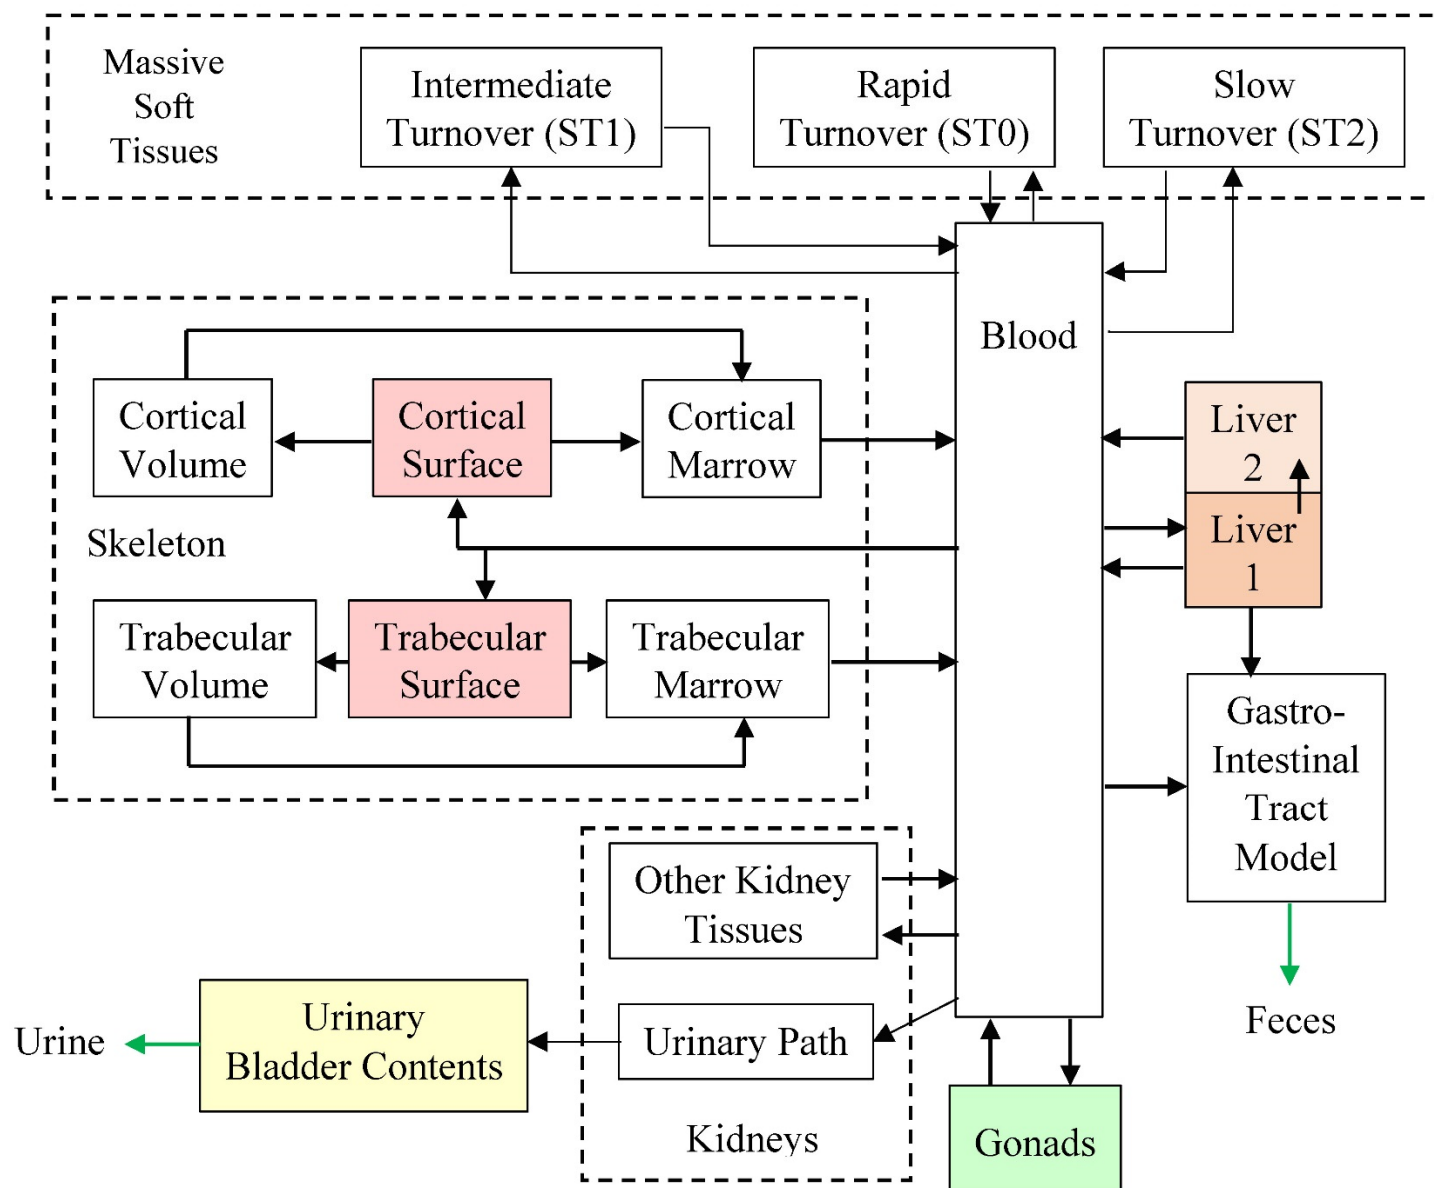 Massive
Soft
Tissues
Intermediate
Turnover (ST1)
Rapid
Turnover (ST0)
Slow
Turnover (ST2)
Blood
Cortical
Volume
Cortical
Surface
Cortical
Marrow
Skeleton
Trabecular
Volume
Trabecular
Surface
Trabecular
Marrow
Liver
2
Liver
1
Gastro-
Intestinal
Tract
Model
Feces
Other Kidney
Tissues
Urinary Path
Kidneys
Urinary
Bladder Contents
Urine
Gonads